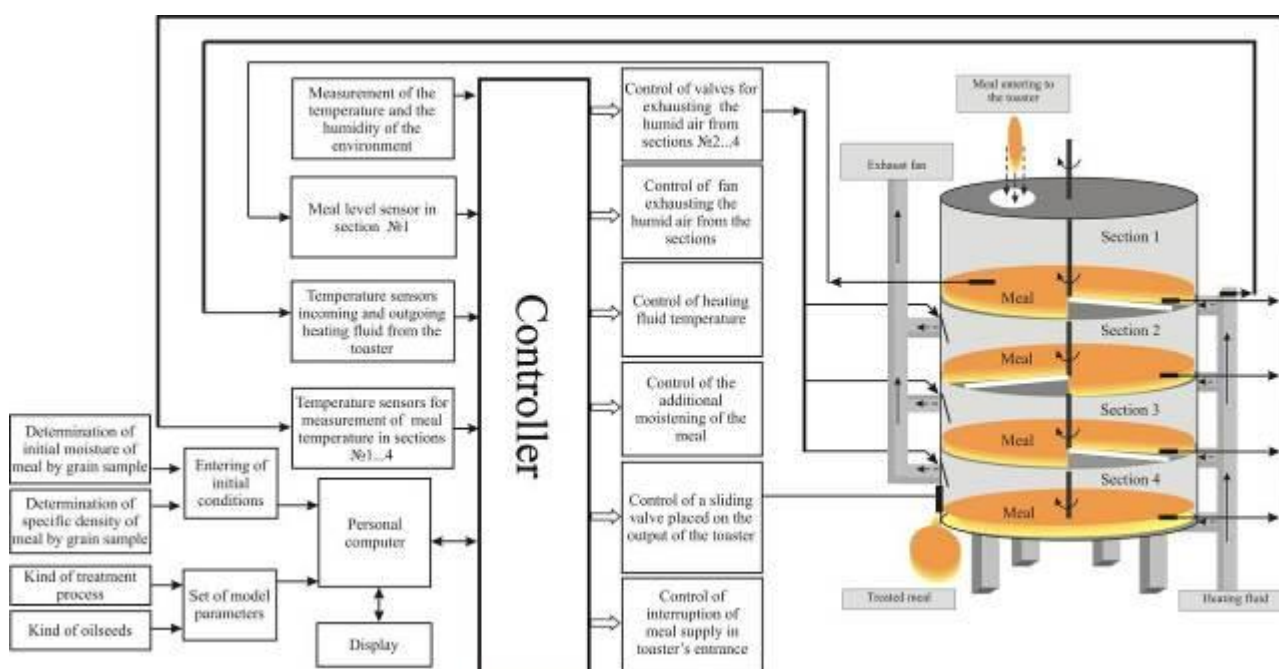 Measurement of the
temperature and the
humidity of the
environment
Meal level sensor in
section №1
Temperature sensors
incoming and outgoing
heating fluid from the
toaster
Temperature sensors for
measurement of meal
temperature in sections
№1...4
Determination of
initial moisture of
meal by grain sample
Determination of
specific density of
meal by grain sample
Entering of
initial
conditions
Kind of treatment
process
Kind of oilseeds
Set of model
parameters
Personal
computer
Display
Controller
Control of valves for
exhausting the
humid air from
sections №2...4
Control of fan
exhausting the
humid air from the
sections
Control of heating
fluid temperature
Control of the
additional
moistening of the
meal
Control of a sliding
valve placed on the
output of the toaster
Control of
interruption of
meal supply in
toaster's entrance
Meal entering to
the toaster
Exhaust fan
Section 1
Meal
Section 2
Meal
Section 3
Meal
Section 4
Meal
Treated meal
Heating fluid